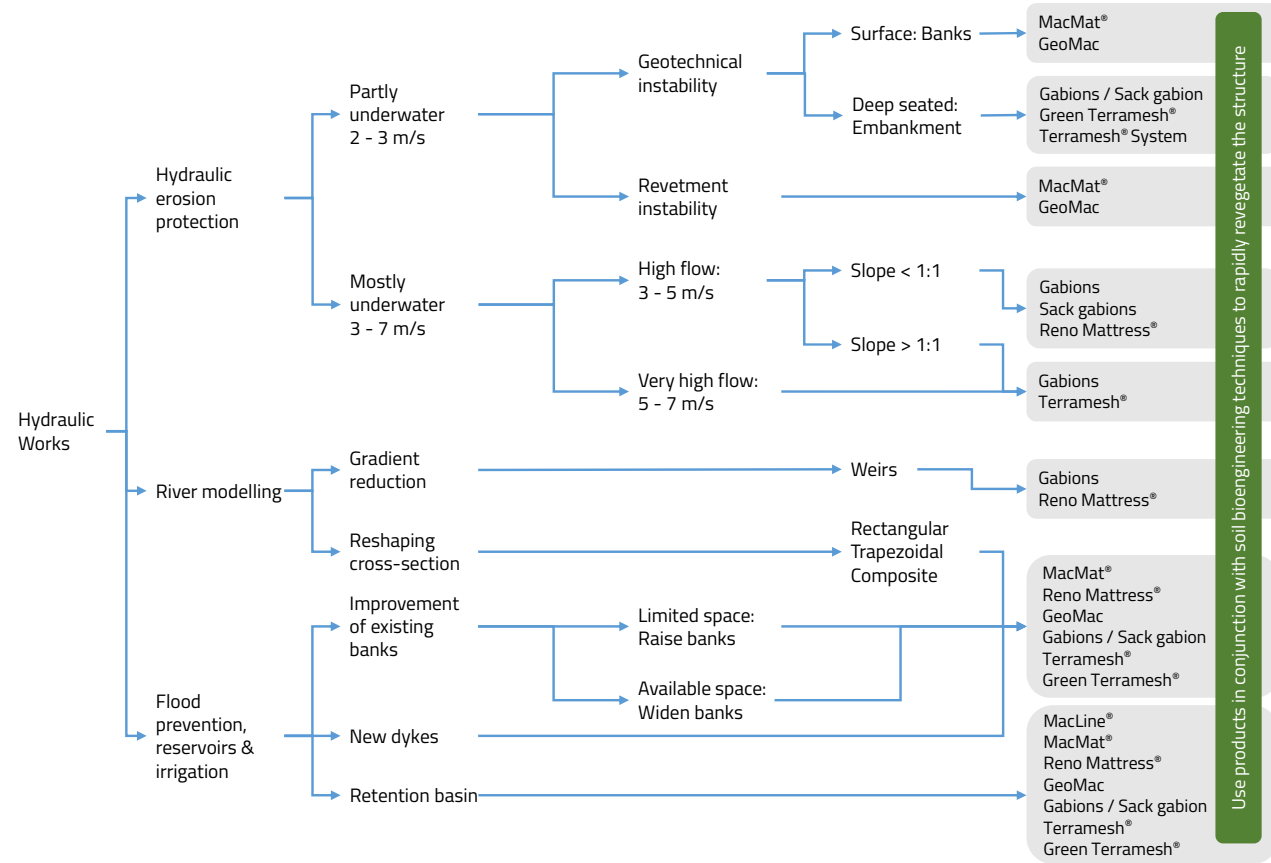 Hydraulic
Works
Hydraulic
erosion
protection
Partly
underwater
2 - 3 m/s
Geotechnical
instability
Surface: Banks
MacMat®
GeoMac
Deep seated:
Embankment
Gabions / Sack gabion
Green Terramesh®
Terramesh® System
Revetment
instability
MacMat®
GeoMac
Mostly
underwater
3 - 7 m/s
High flow:
3 - 5 m/s
Slope < 1:1
Gabions
Sack gabions
Reno Mattress®
Slope > 1:1
Very high flow:
5 - 7 m/s
Gabions
Terramesh®
River modelling
Gradient
reduction
Weirs
Gabions
Reno Mattress®
Reshaping
cross-section
Rectangular
Trapezoidal
Composite
Flood
prevention,
reservoirs &
irrigation
Improvement
of existing
banks
Limited space:
Raise banks
Available space:
Widen banks
New dykes
MacMat®
Reno Mattress®
GeoMac
Gabions / Sack gabion
Terramesh®
Green Terramesh®
Retention basin
MacLine®
MacMat®
Reno Mattress®
GeoMac
Gabions / Sack gabion
Terramesh®
Green Terramesh®
Use products in conjunction with soil bioengineering techniques to rapidly revegetate the structure